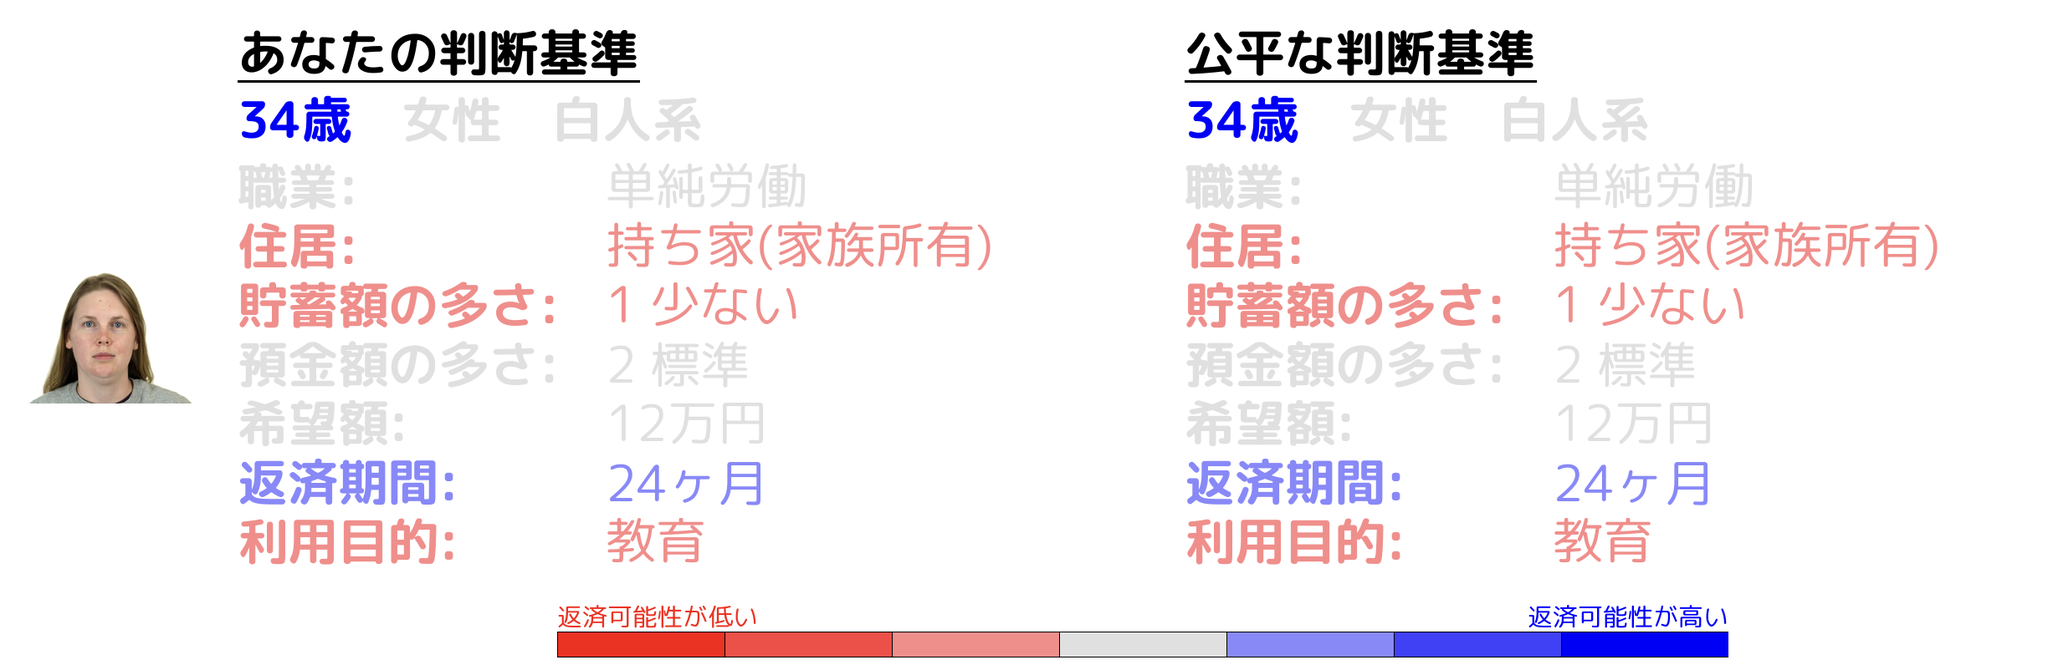 あなたの判断基準
34歳 女性 白人系
職業: 単純労働
住居: 持ち家(家族所有)
貯蓄額の多さ: 1 少ない
預金額の多さ: 2 標準
希望額: 12万円
返済期間: 24ヶ月
利用目的: 教育
公平な判断基準
34歳 女性 白人系
職業: 単純労働
住居: 持ち家(家族所有)
貯蓄額の多さ: 1 少ない
預金額の多さ: 2 標準
希望額: 12万円
返済期間: 24ヶ月
利用目的: 教育
返済可能性が低い
返済可能性が高い